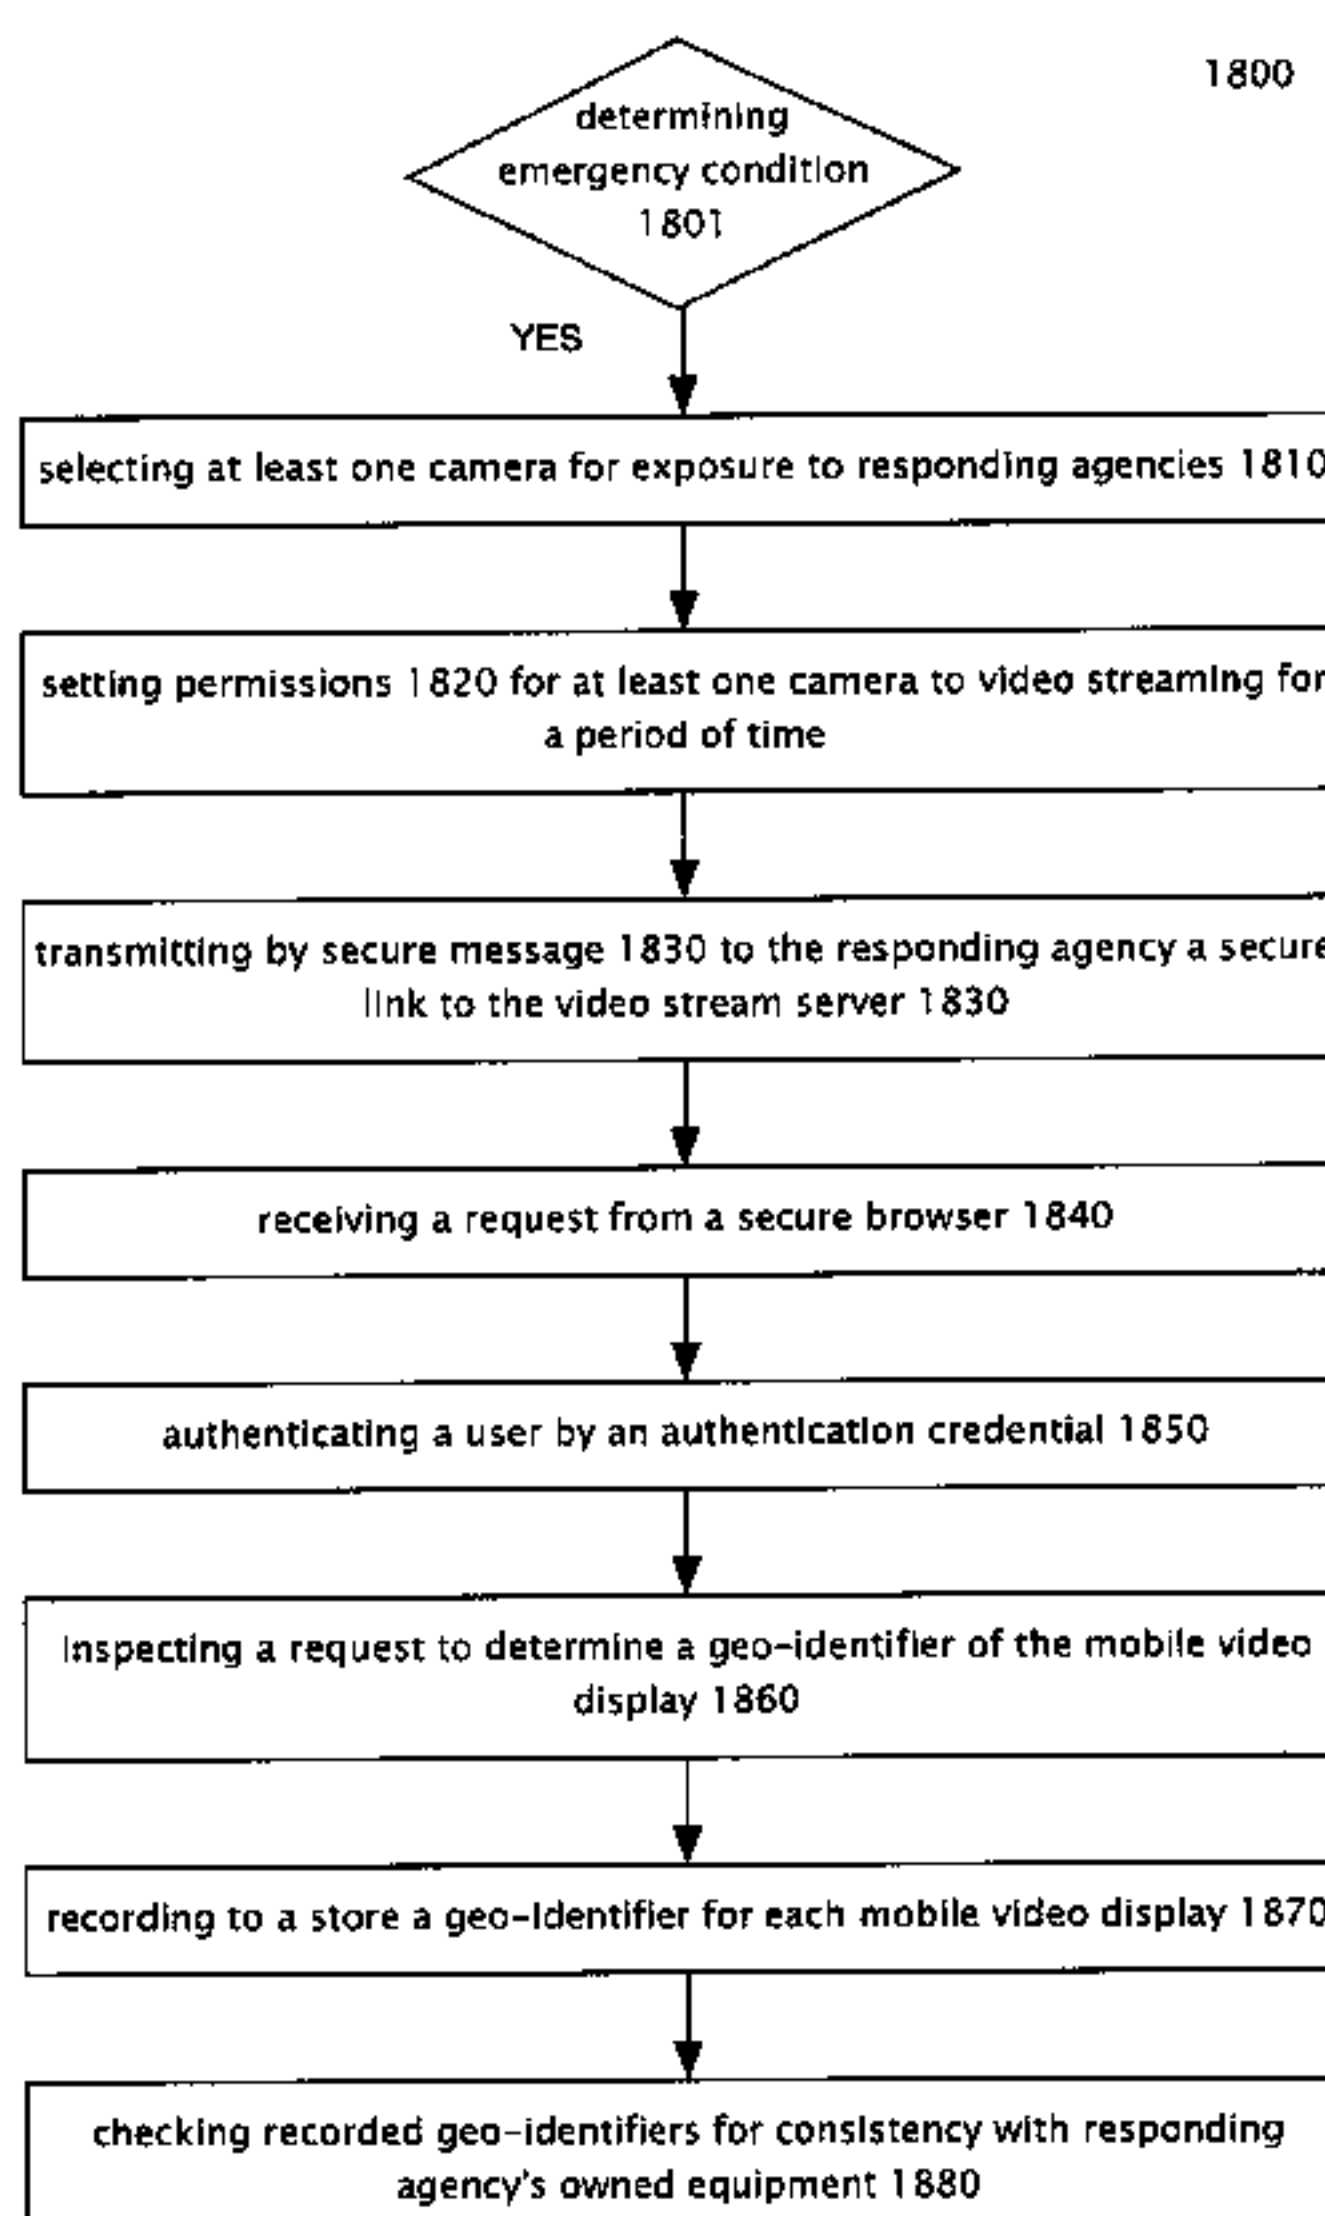 1800
determining
emergency condition
1801
YES
selecting at least one camera for exposure to responding agencies 1810
setting permissions 1820 for at least one camera to video streaming for
a period of time
transmitting by secure message 1830 to the responding agency a secure
link to the video stream server 1830
receiving a request from a secure browser 1840
authenticating a user by an authentication credential 1850
Inspecting a request to determine a geo-identifier of the mobile video
display 1860
recording to a store a geo-identifier for each mobile video display 1870
checking recorded geo-identifiers for consistency with responding
agency's owned equipment 1880